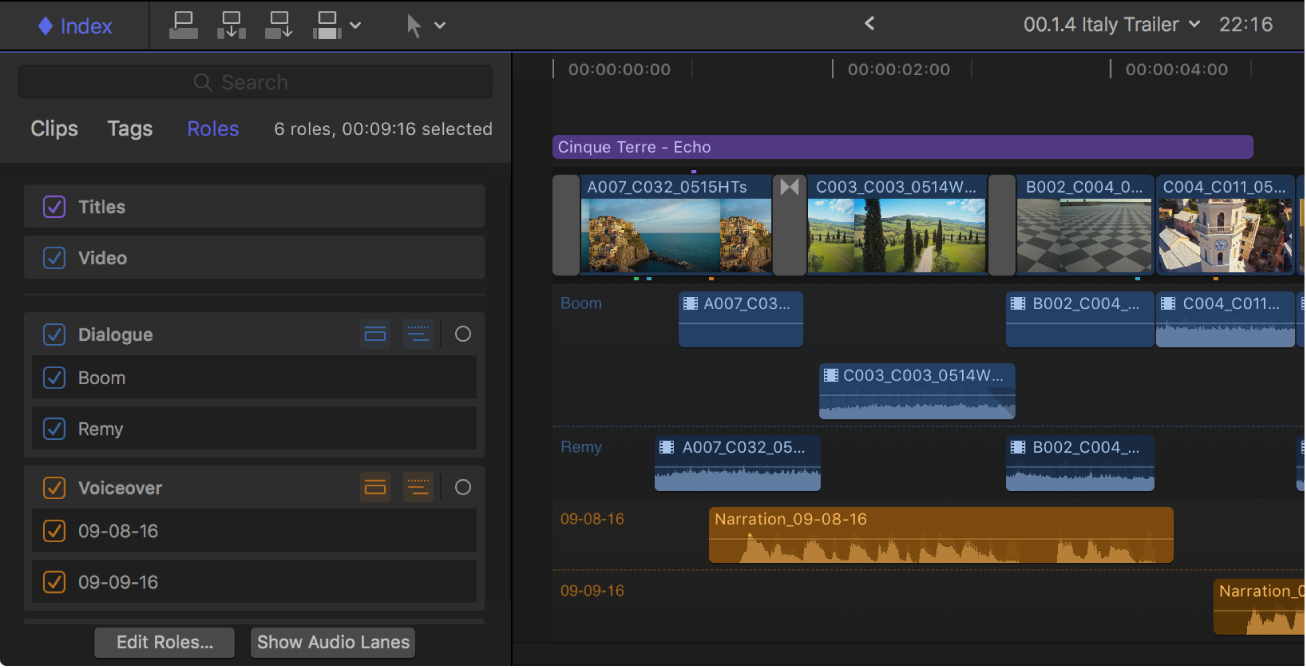 Index
00.1.4 Italy Trailer 22:16
Search
Clips Tags Roles 6 roles, 00:09:16 selected
00:00:00:00 00:00:02:00 00:00:04:00
Cinque Terre - Echo
A007_C032_0515HTs C003_C003_0514W... B002_C004_0... C004_C011_05...
Titles
Video
Dialogue
Boom
Remy
Voiceover
09-08-16
09-09-16
Edit Roles... Show Audio Lanes
Boom A007_C03... B002_C004_... C004_C011...
C003_C003_0514W...
Remy A007_C032_05... B002_C004_...
09-08-16 Narration_09-08-16
09-09-16 Narration_0